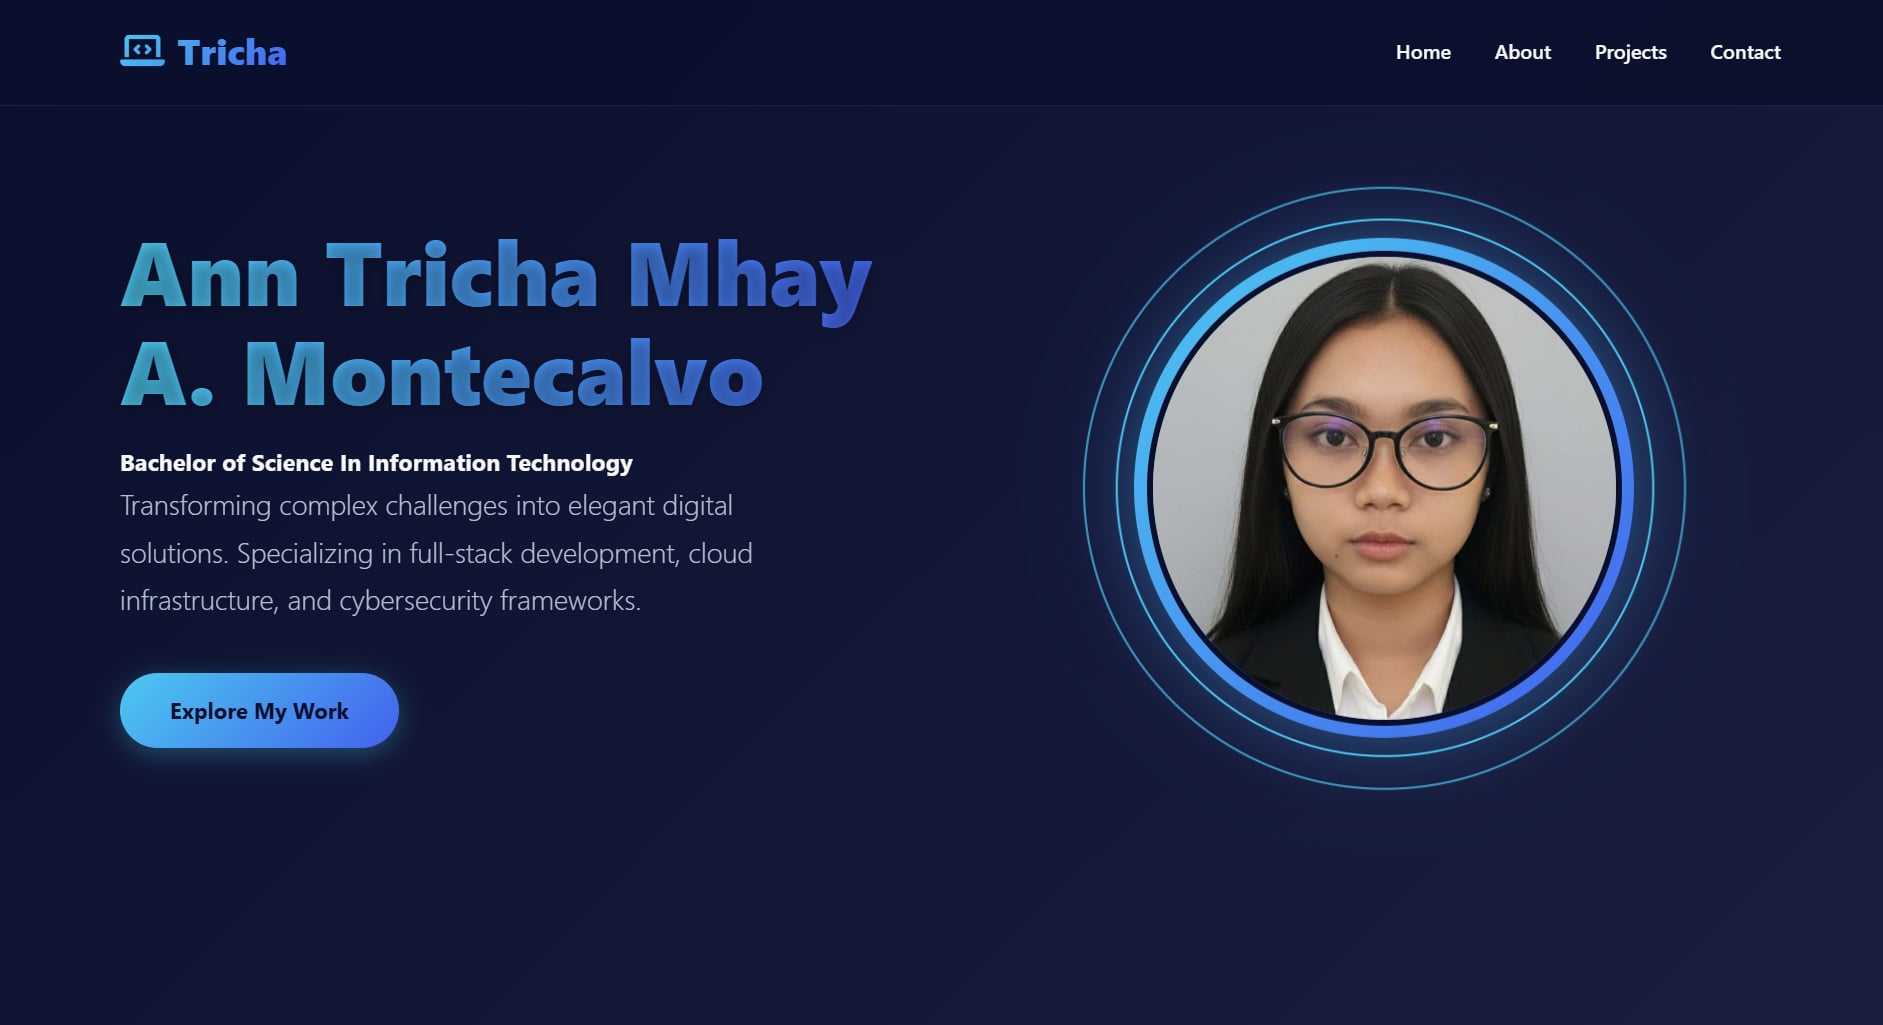 Tricha
Home
About
Projects
Contact
Ann Tricha Mhay
A. Montecalvo
Bachelor of Science In Information Technology
Transforming complex challenges into elegant digital
solutions. Specializing in full-stack development, cloud
infrastructure, and cybersecurity frameworks.
Explore My Work